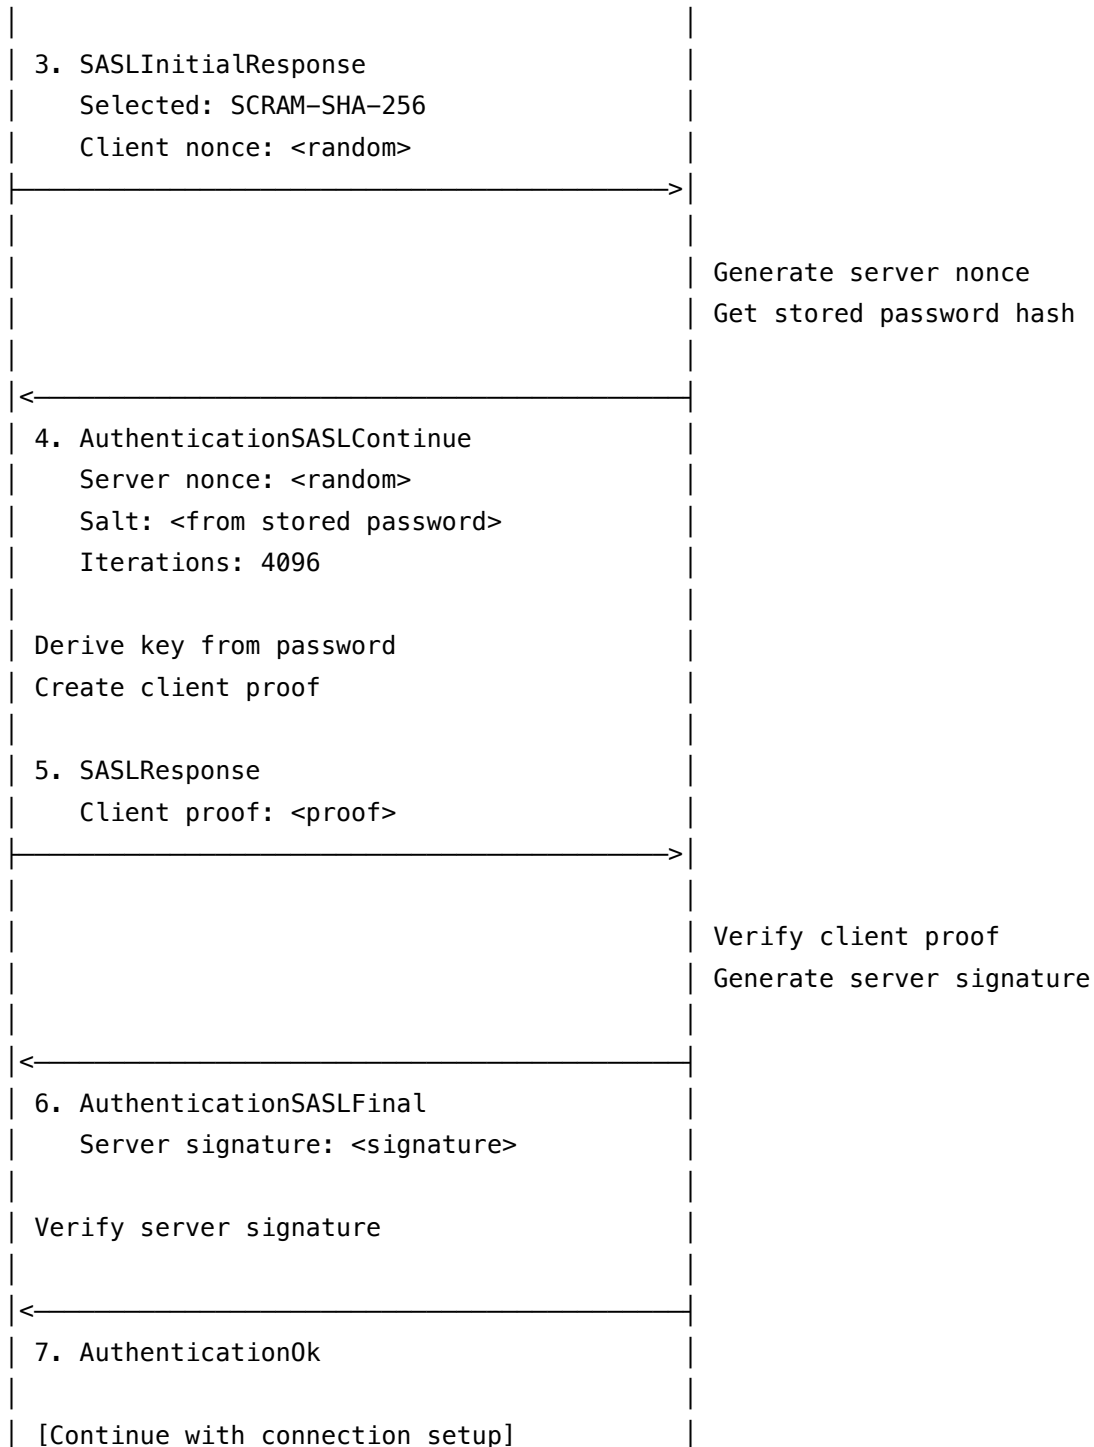 3. SASLInitialResponse
Selected: SCRAM-SHA-256
Client nonce: <random>
Generate server nonce
Get stored password hash
4. AuthenticationSASLContinue
Server nonce: <random>
Salt: <from stored password>
Iterations: 4096
Derive key from password
Create client proof
5. SASLResponse
Client proof: <proof>
Verify client proof
Generate server signature
6. AuthenticationSASLFinal
Server signature: <signature>
Verify server signature
7. AuthenticationOk
[Continue with connection setup]